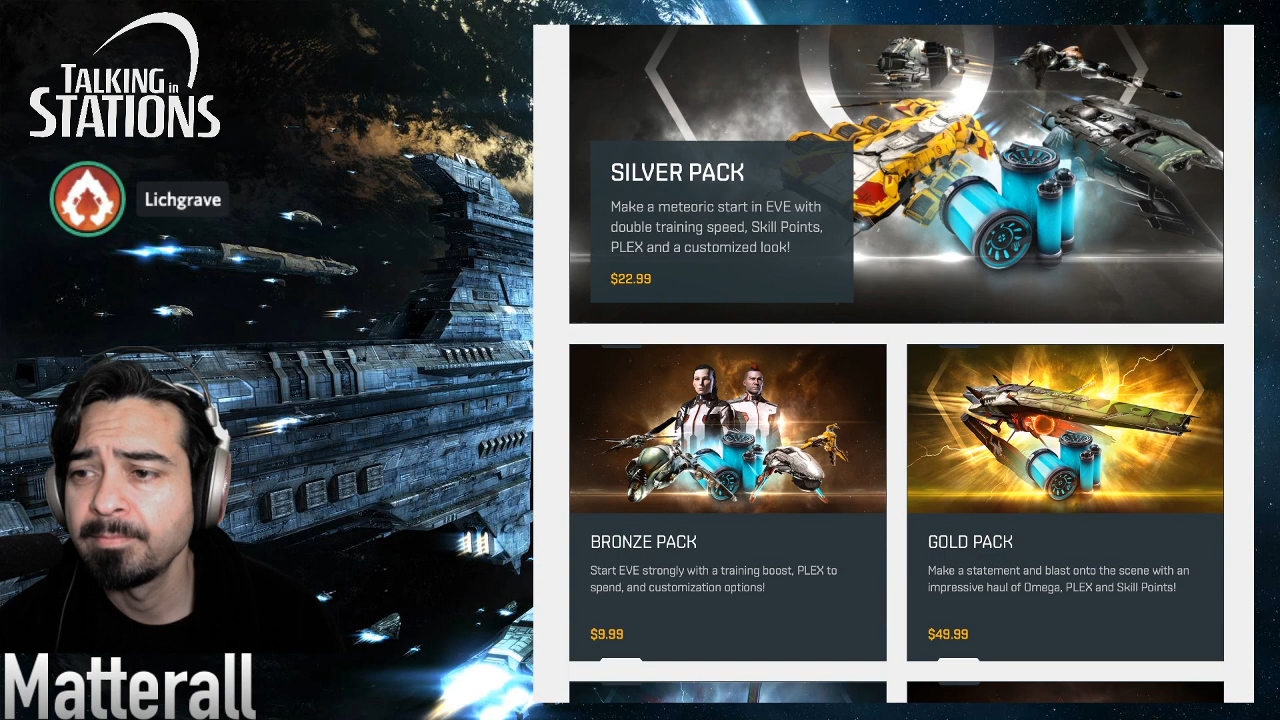 TALKING in
STATIONS
Lichgrave
SILVER PACK
Make a meteoric start in EVE with
double training speed, Skill Points,
PLEX and a customized look!
$22.99
BRONZE PACK
Start EVE strongly with a training boost, PLEX to
spend, and customization options!
$9.99
GOLD PACK
Make a statement and blast onto the scene with an
impressive haul of Omega, PLEX and Skill Points!
$49.99
Matterall